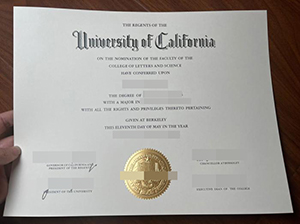 THE REGENTS OF THE
University of California
ON THE NOMINATION OF THE FACULTY OF THE
COLLEGE OF LETTERS AND SCIENCE
HAVE CONFERRED UPON
THE DEGREE OF
WITH A MAJOR IN
WITH ALL THE RIGHTS AND PRIVILEGES THERETO PERTAINING
GIVEN AT BERKELEY
THIS ELEVENTH DAY OF MAY IN THE YEAR